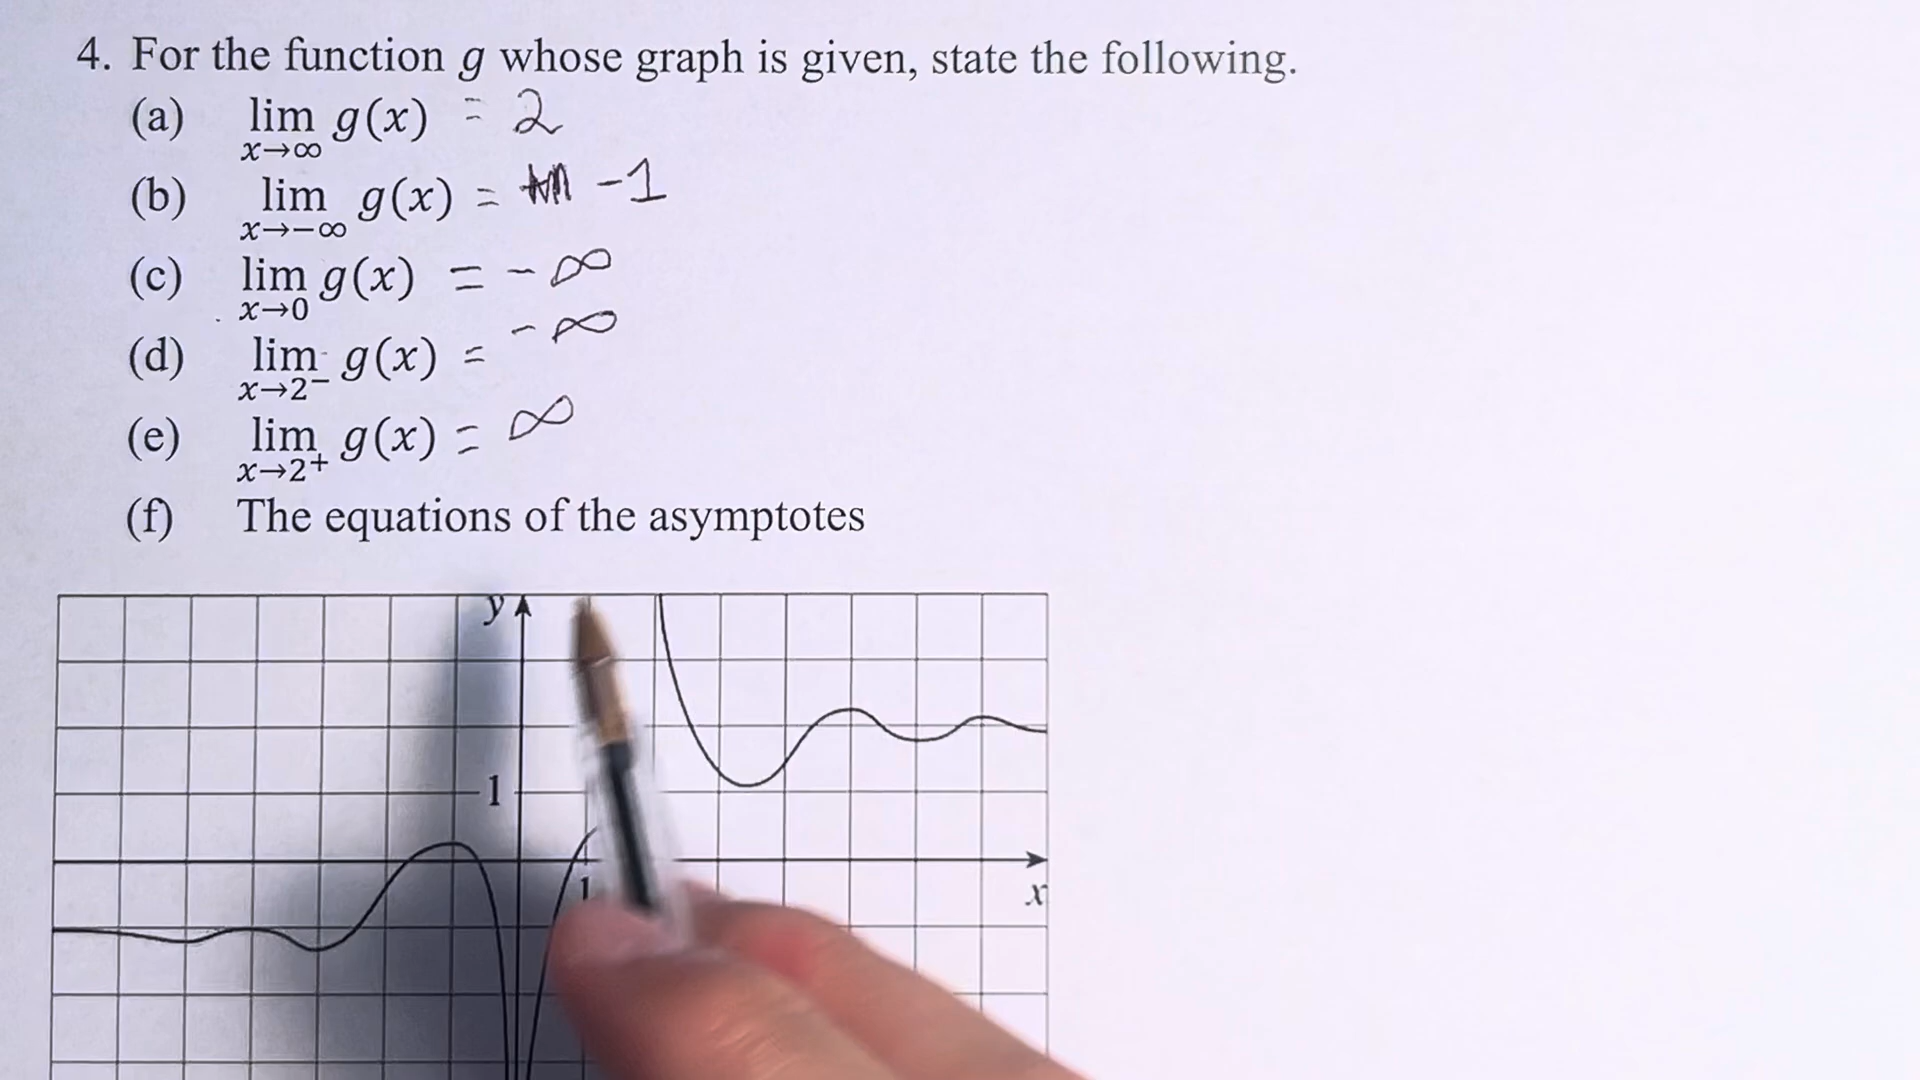 4. For the function g whose graph is given, state the following.
(a) lim g(x) = 2
x→∞
(b) lim g(x) = -1
x→-∞
(c) lim g(x) = -∞
x→0
(d) lim g(x) = -∞
x→2⁻
(e) lim g(x) = ∞
x→2⁺
(f) The equations of the asymptotes
y
1
1
x